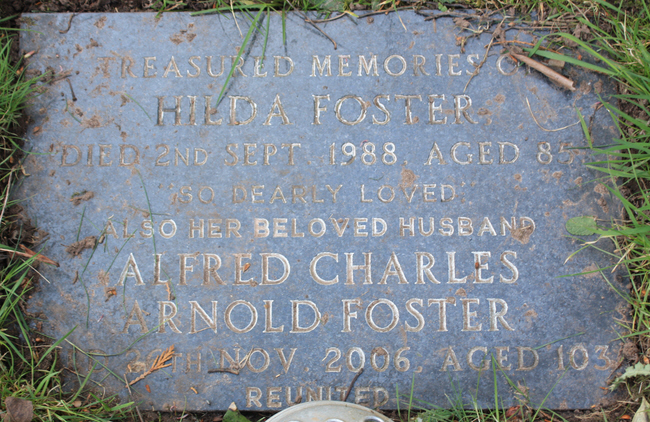 TREASURED MEMORIES OF
HILDA FOSTER
DIED 2ND SEPT. 1988. AGED 85
"SO DEARLY LOVED"
ALSO HER BELOVED HUSBAND
ALFRED CHARLES
ARNOLD FOSTER
NOV. 2006. AGED 103
REUNITED